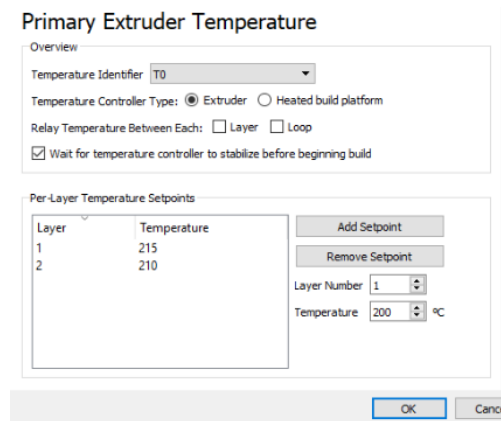 Primary Extruder Temperature
Overview
Temperature Identifier T0
Temperature Controller Type: Extruder Heated build platform
Relay Temperature Between Each: Layer Loop
Wait for temperature controller to stabilize before beginning build
Per-Layer Temperature Setpoints
Layer Temperature
1 215
2 210
Add Setpoint
Remove Setpoint
Layer Number 1
Temperature 200 ºC
OK Cance